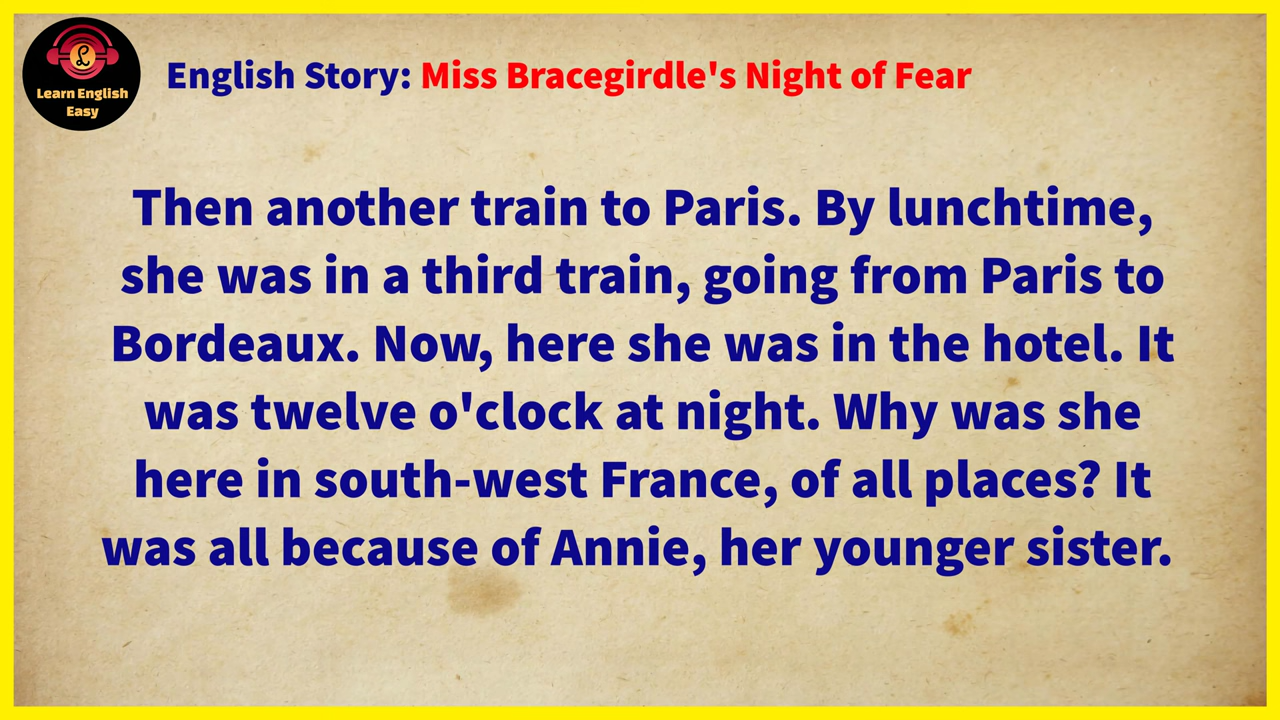 Learn English
Easy
English Story: Miss Bracegirdle's Night of Fear
Then another train to Paris. By lunchtime,
she was in a third train, going from Paris to
Bordeaux. Now, here she was in the hotel. It
was twelve o'clock at night. Why was she
here in south-west France, of all places? It
was all because of Annie, her younger sister.